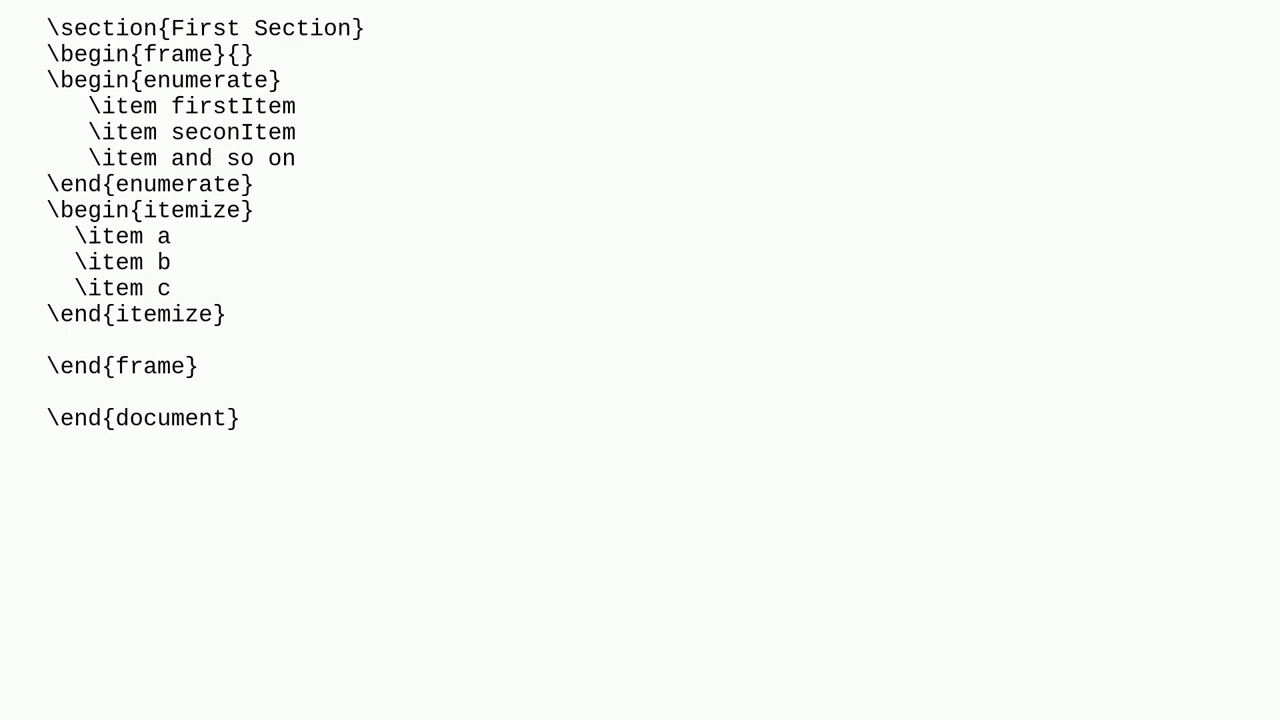 \section{First Section}
\begin{frame}{}
\begin{enumerate}
   \item firstItem
   \item seconItem
   \item and so on
\end{enumerate}
\begin{itemize}
  \item a
  \item b
  \item c
\end{itemize}

\end{frame}

\end{document}